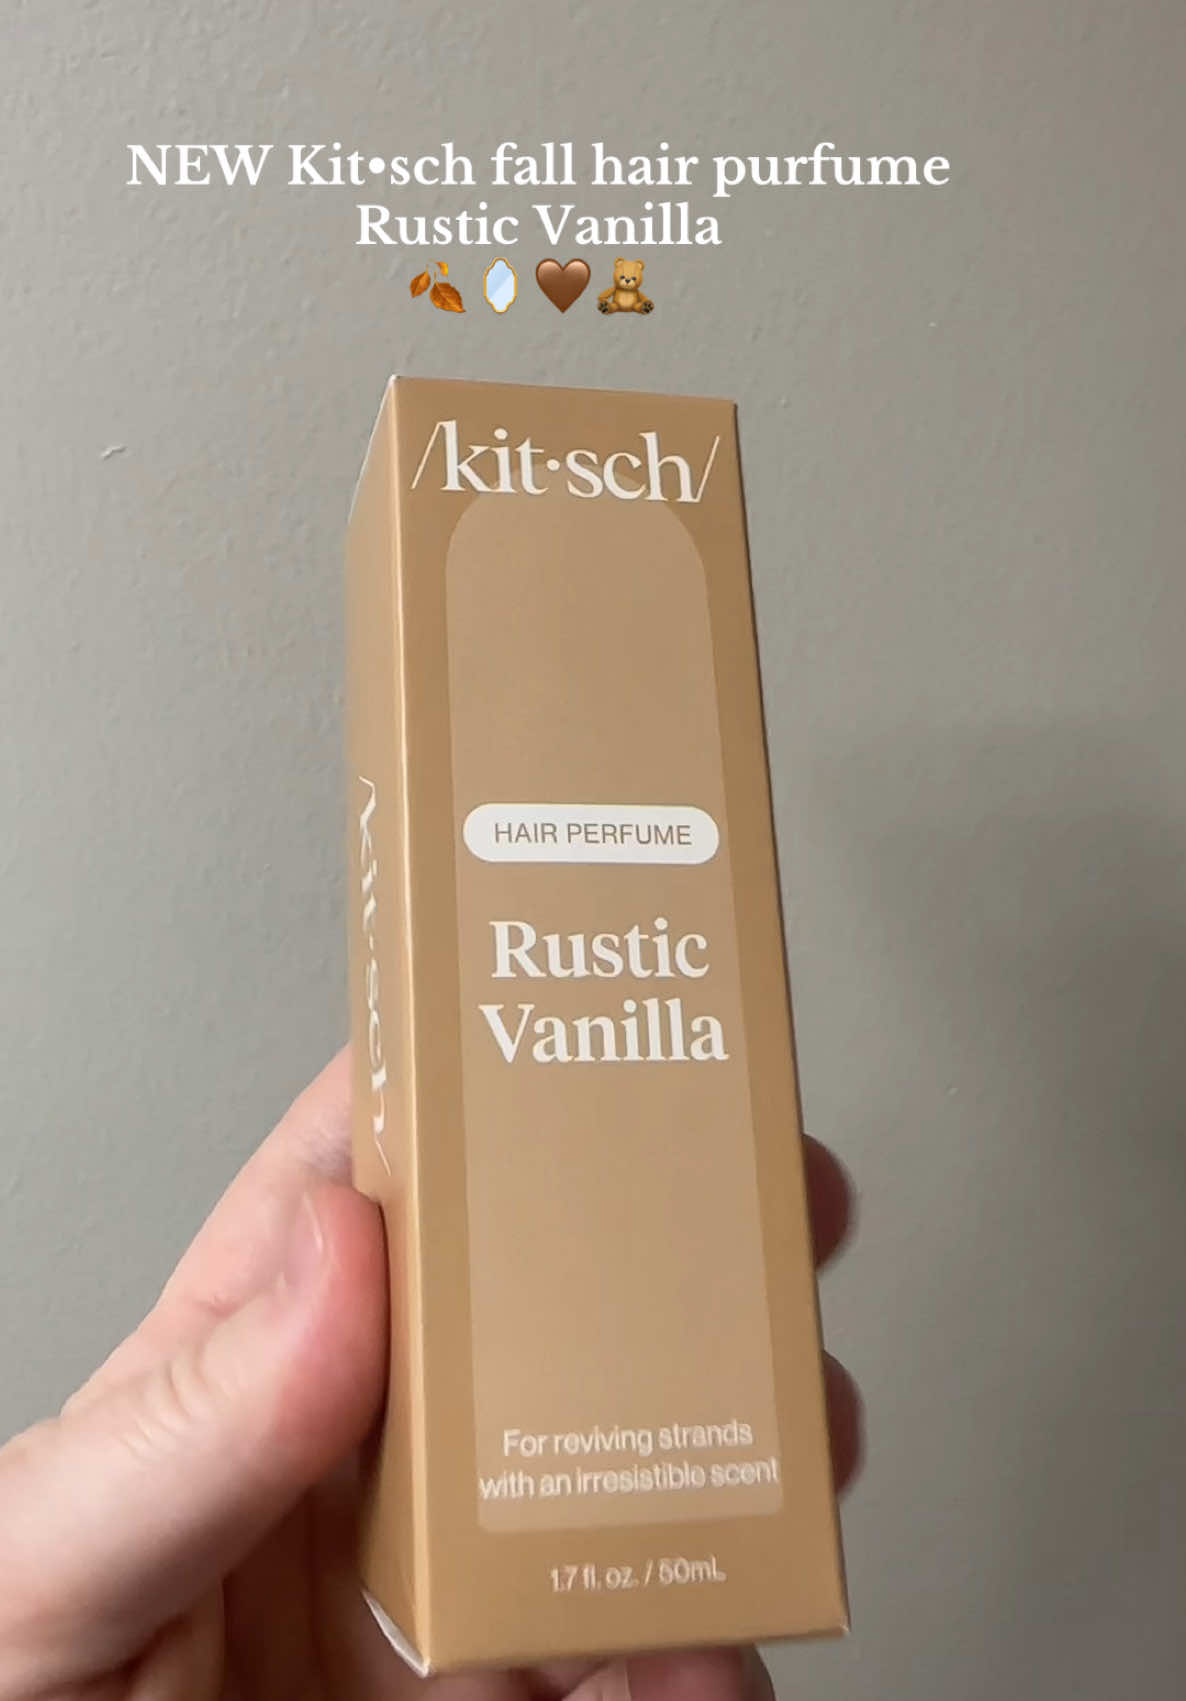 NEW Kit•sch fall hair purfume
Rustic Vanilla
🍂🪞🤎🧸
/kit·sch/
HAIR PERFUME
Rustic
Vanilla
For reviving strands
with an irresistible scent
1.7 fl. oz. / 50mL
/kit·sch/